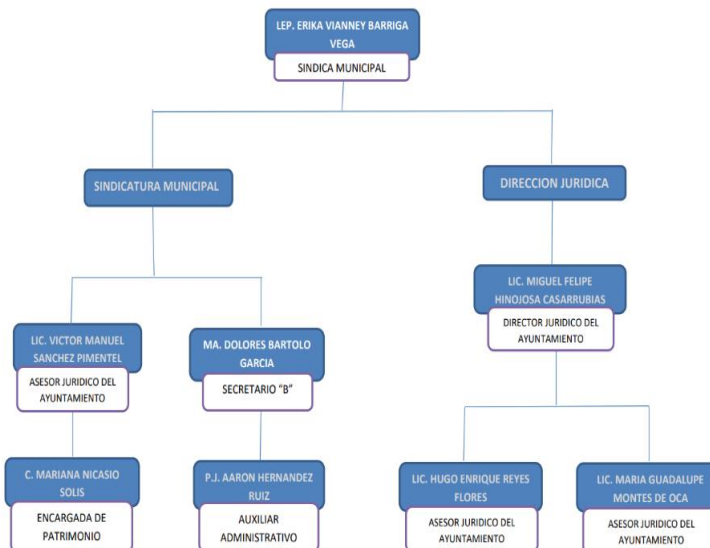 LEP. ERIKA VIANNEY BARRIGA
VEGA
SINDICA MUNICIPAL
SINDICATURA MUNICIPAL
DIRECCION JURIDICA
LIC. MIGUEL FELIPE
HINOJOSA CASARRUBIAS
DIRECTOR JURIDICO DEL
AYUNTAMIENTO
LIC. VICTOR MANUEL
SANCHEZ PIMENTEL
ASESOR JURIDICO DEL
AYUNTAMIENTO
MA. DOLORES BARTOLO
GARCIA
SECRETARIO "B"
C. MARIANA NICASIO
SOLIS
ENCARGADA DE
PATRIMONIO
P.J. AARON HERNANDEZ
RUIZ
AUXILIAR
ADMINISTRATIVO
LIC. HUGO ENRIQUE REYES
FLORES
ASESOR JURIDICO DEL
AYUNTAMIENTO
LIC. MARIA GUADALUPE
MONTES DE OCA
ASESOR JURIDICO DEL
AYUNTAMIENTO